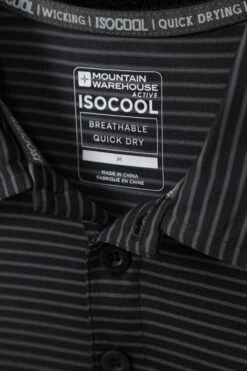 | WICKING | ISOCOOL | QUICK DRYING
MOUNTAIN
WAREHOUSE
ACTIVE
ISOCOOL
BREATHABLE
QUICK DRY
M
MADE IN CHINA
FABRIQUÉ EN CHINE